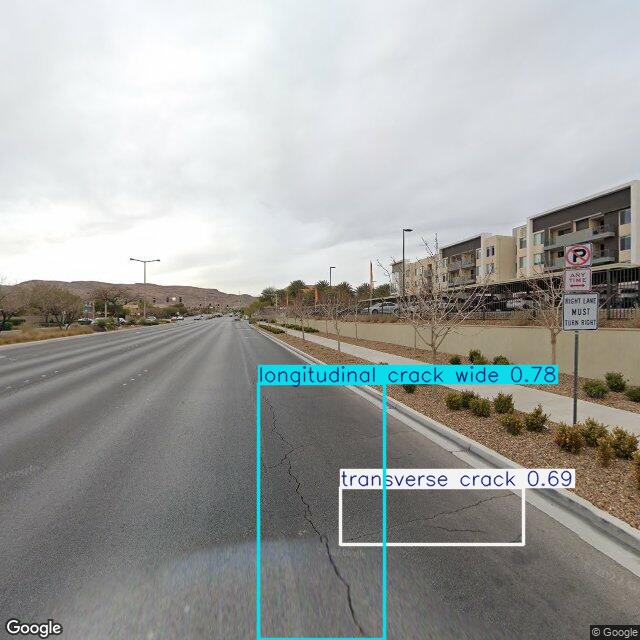 P
ANY
TIME
RIGHT LANE
MUST
TURN RIGHT
longitudinal crack wide 0.78
transverse crack 0.69
Google
© Google